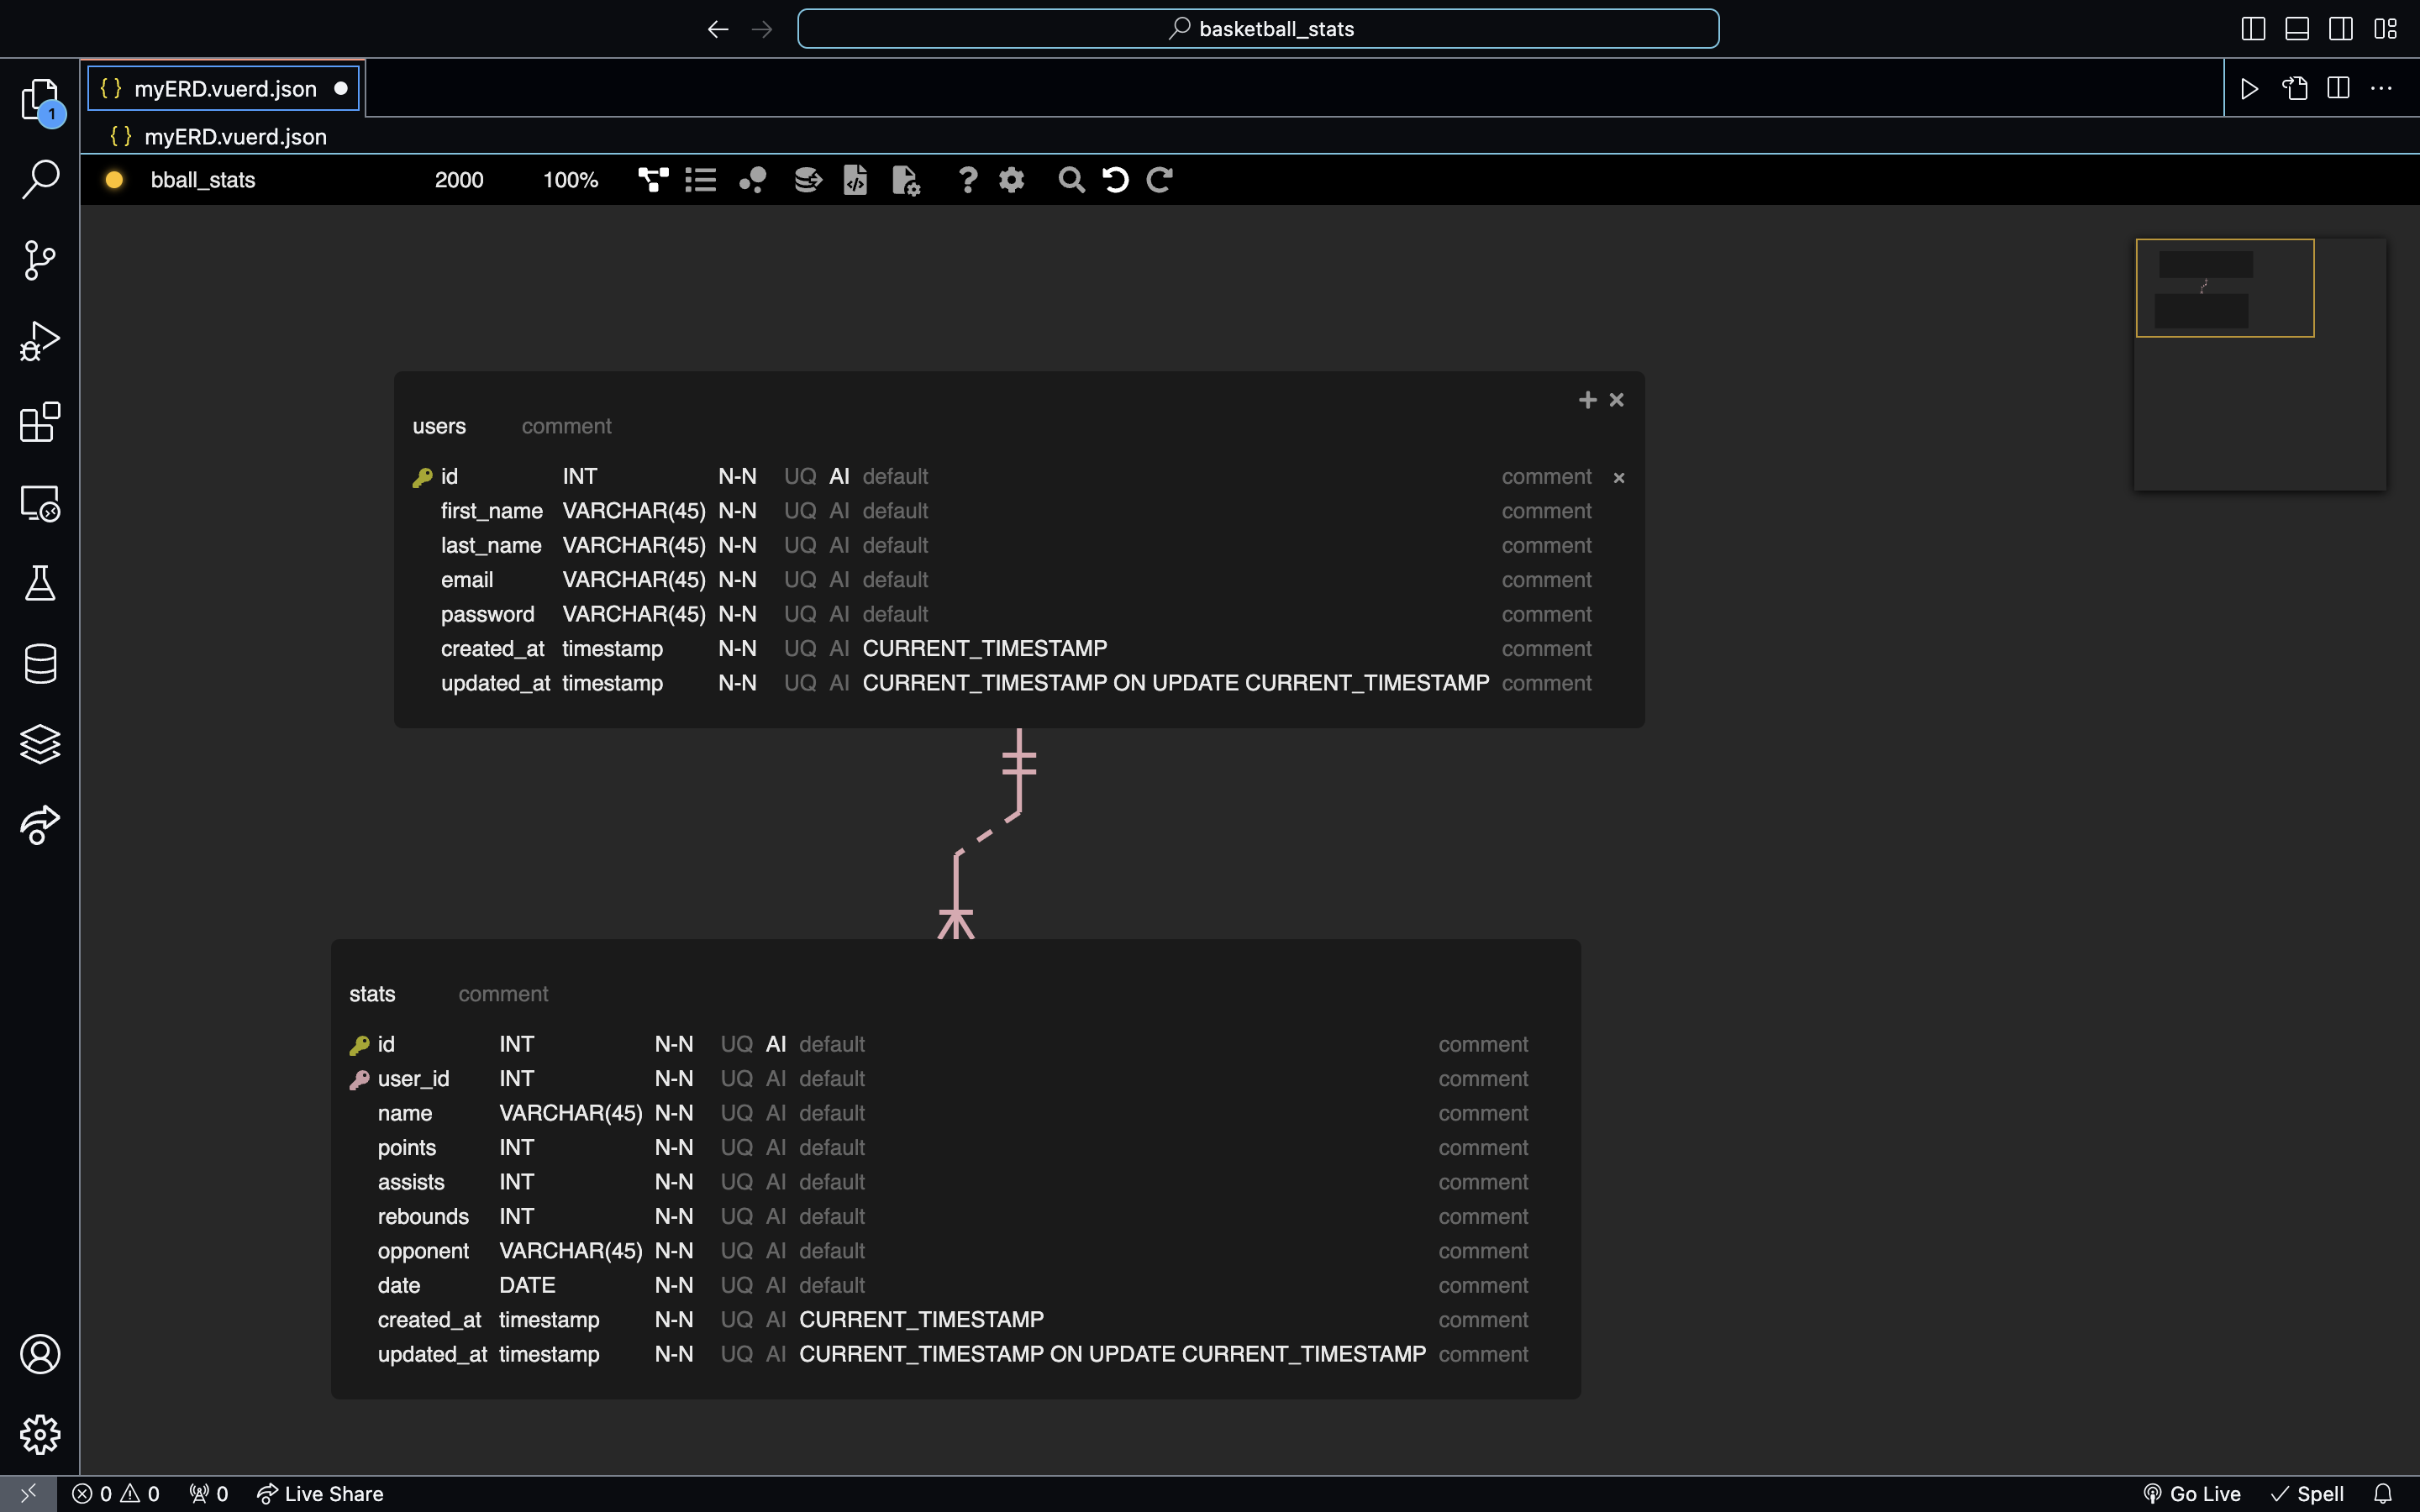 basketball_stats
{ } myERD.vuerd.json
1
{ } myERD.vuerd.json
bball_stats 2000 100%
users comment
id INT N-N UQ AI default comment
first_name VARCHAR(45) N-N UQ AI default comment
last_name VARCHAR(45) N-N UQ AI default comment
email VARCHAR(45) N-N UQ AI default comment
password VARCHAR(45) N-N UQ AI default comment
created_at timestamp N-N UQ AI CURRENT_TIMESTAMP comment
updated_at timestamp N-N UQ AI CURRENT_TIMESTAMP ON UPDATE CURRENT_TIMESTAMP comment
stats comment
id INT N-N UQ AI default comment
user_id INT N-N UQ AI default comment
name VARCHAR(45) N-N UQ AI default comment
points INT N-N UQ AI default comment
assists INT N-N UQ AI default comment
rebounds INT N-N UQ AI default comment
opponent VARCHAR(45) N-N UQ AI default comment
date DATE N-N UQ AI default comment
created_at timestamp N-N UQ AI CURRENT_TIMESTAMP comment
updated_at timestamp N-N UQ AI CURRENT_TIMESTAMP ON UPDATE CURRENT_TIMESTAMP comment
0 0 0 Live Share Go Live Spell